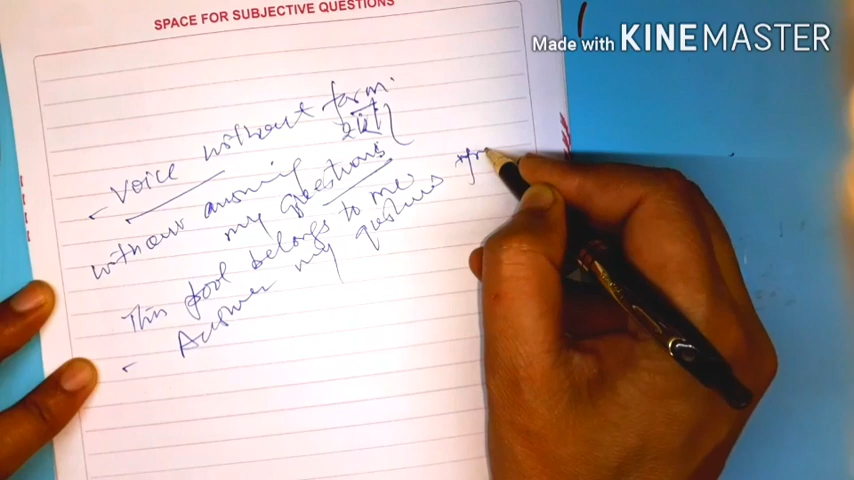 SPACE FOR SUBJECTIVE QUESTIONS
Made with KINEMASTER
Voice without form.
without
my Questions
This pool belongs to me
Answer my questions